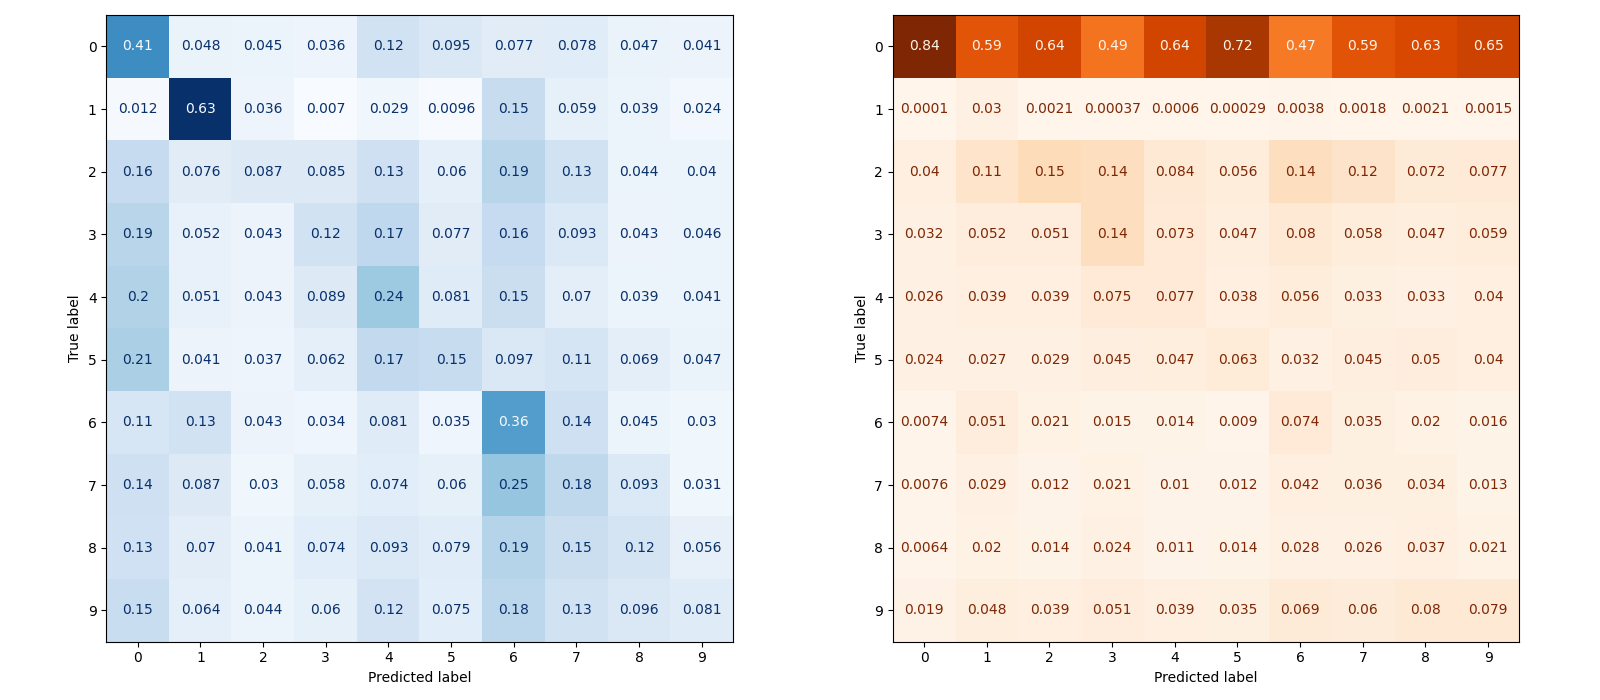 0 0.41 0.048 0.045 0.036 0.12 0.095 0.077 0.078 0.047 0.041
1 0.012 0.63 0.036 0.007 0.029 0.0096 0.15 0.059 0.039 0.024
2 0.16 0.076 0.087 0.085 0.13 0.06 0.19 0.13 0.044 0.04
3 0.19 0.052 0.043 0.12 0.17 0.077 0.16 0.093 0.043 0.046
4 0.2 0.051 0.043 0.089 0.24 0.081 0.15 0.07 0.039 0.041
True label
5 0.21 0.041 0.037 0.062 0.17 0.15 0.097 0.11 0.069 0.047
6 0.11 0.13 0.043 0.034 0.081 0.035 0.36 0.14 0.045 0.03
7 0.14 0.087 0.03 0.058 0.074 0.06 0.25 0.18 0.093 0.031
8 0.13 0.07 0.041 0.074 0.093 0.079 0.19 0.15 0.12 0.056
9 0.15 0.064 0.044 0.06 0.12 0.075 0.18 0.13 0.096 0.081
0 1 2 3 4 5 6 7 8 9
Predicted label
0 0.84 0.59 0.64 0.49 0.64 0.72 0.47 0.59 0.63 0.65
1 0.0001 0.03 0.0021 0.00037 0.0006 0.00029 0.0038 0.0018 0.0021 0.0015
2 0.04 0.11 0.15 0.14 0.084 0.056 0.14 0.12 0.072 0.077
3 0.032 0.052 0.051 0.14 0.073 0.047 0.08 0.058 0.047 0.059
4 0.026 0.039 0.039 0.075 0.077 0.038 0.056 0.033 0.033 0.04
True label
5 0.024 0.027 0.029 0.045 0.047 0.063 0.032 0.045 0.05 0.04
6 0.0074 0.051 0.021 0.015 0.014 0.009 0.074 0.035 0.02 0.016
7 0.0076 0.029 0.012 0.021 0.01 0.012 0.042 0.036 0.034 0.013
8 0.0064 0.02 0.014 0.024 0.011 0.014 0.028 0.026 0.037 0.021
9 0.019 0.048 0.039 0.051 0.039 0.035 0.069 0.06 0.08 0.079
0 1 2 3 4 5 6 7 8 9
Predicted label